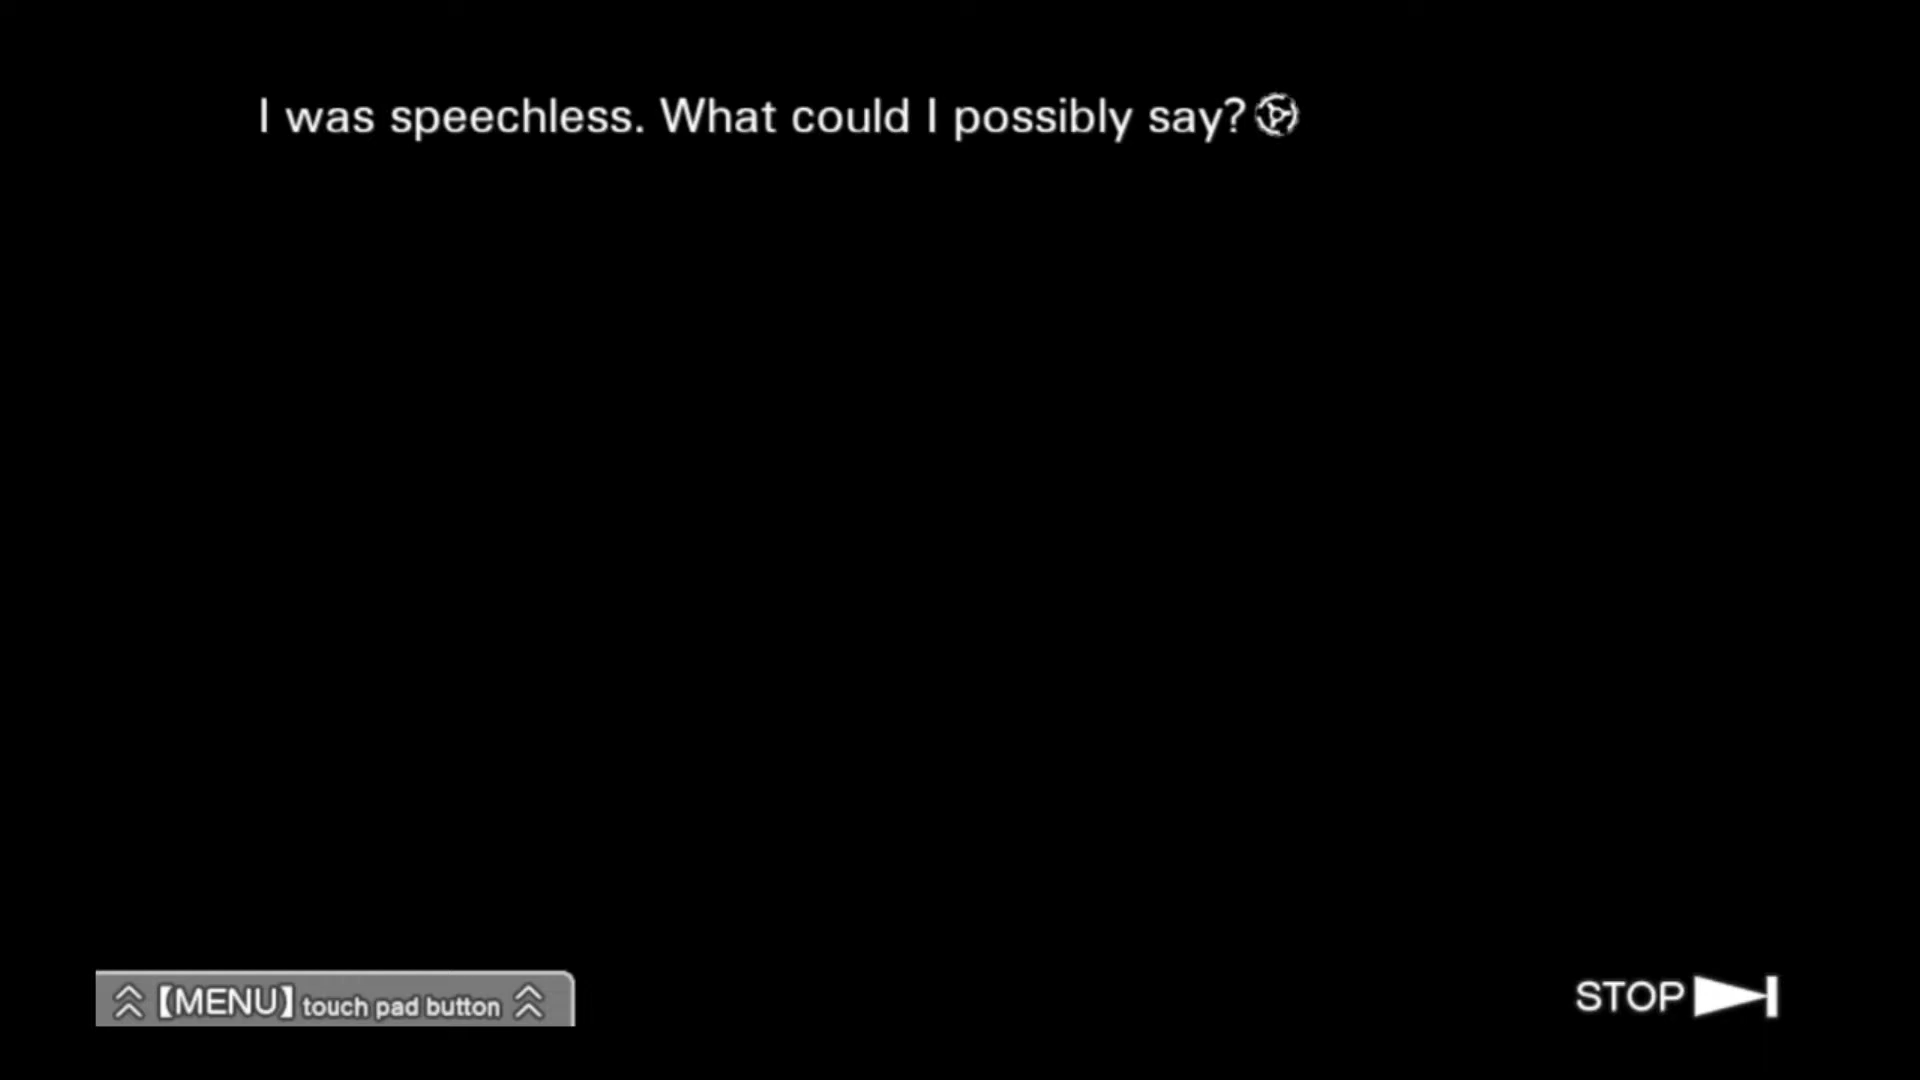 I was speechless. What could I possibly say?
【MENU】touch pad button
STOP